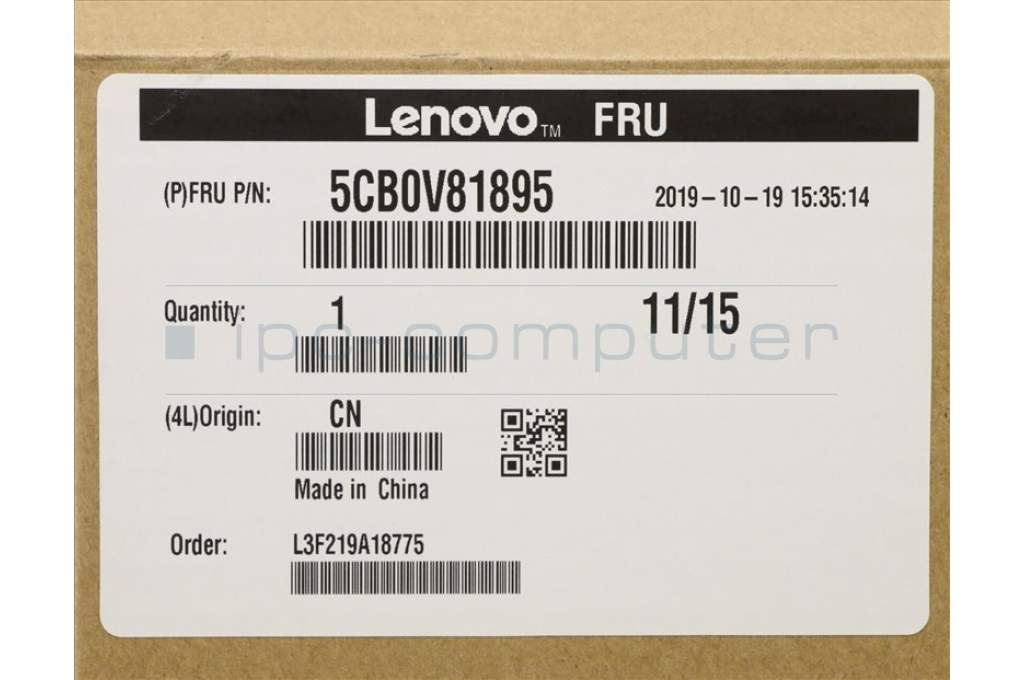 Lenovo™ FRU
(P)FRU P/N: 5CB0V81895 2019-10-19 15:35:14
Quantity: 1 11/15
ipc-computer
(4L)Origin: CN
Made in China
Order: L3F219A18775